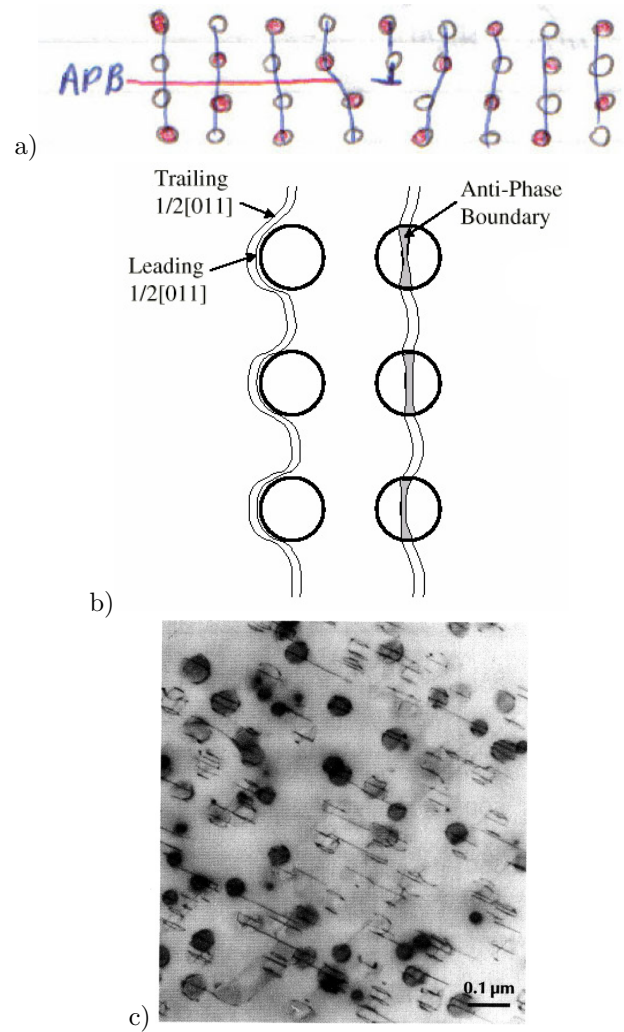 APB
a)
Trailing
1/2[011]
Leading
1/2[011]
Anti-Phase
Boundary
b)
0.1 μm
c)